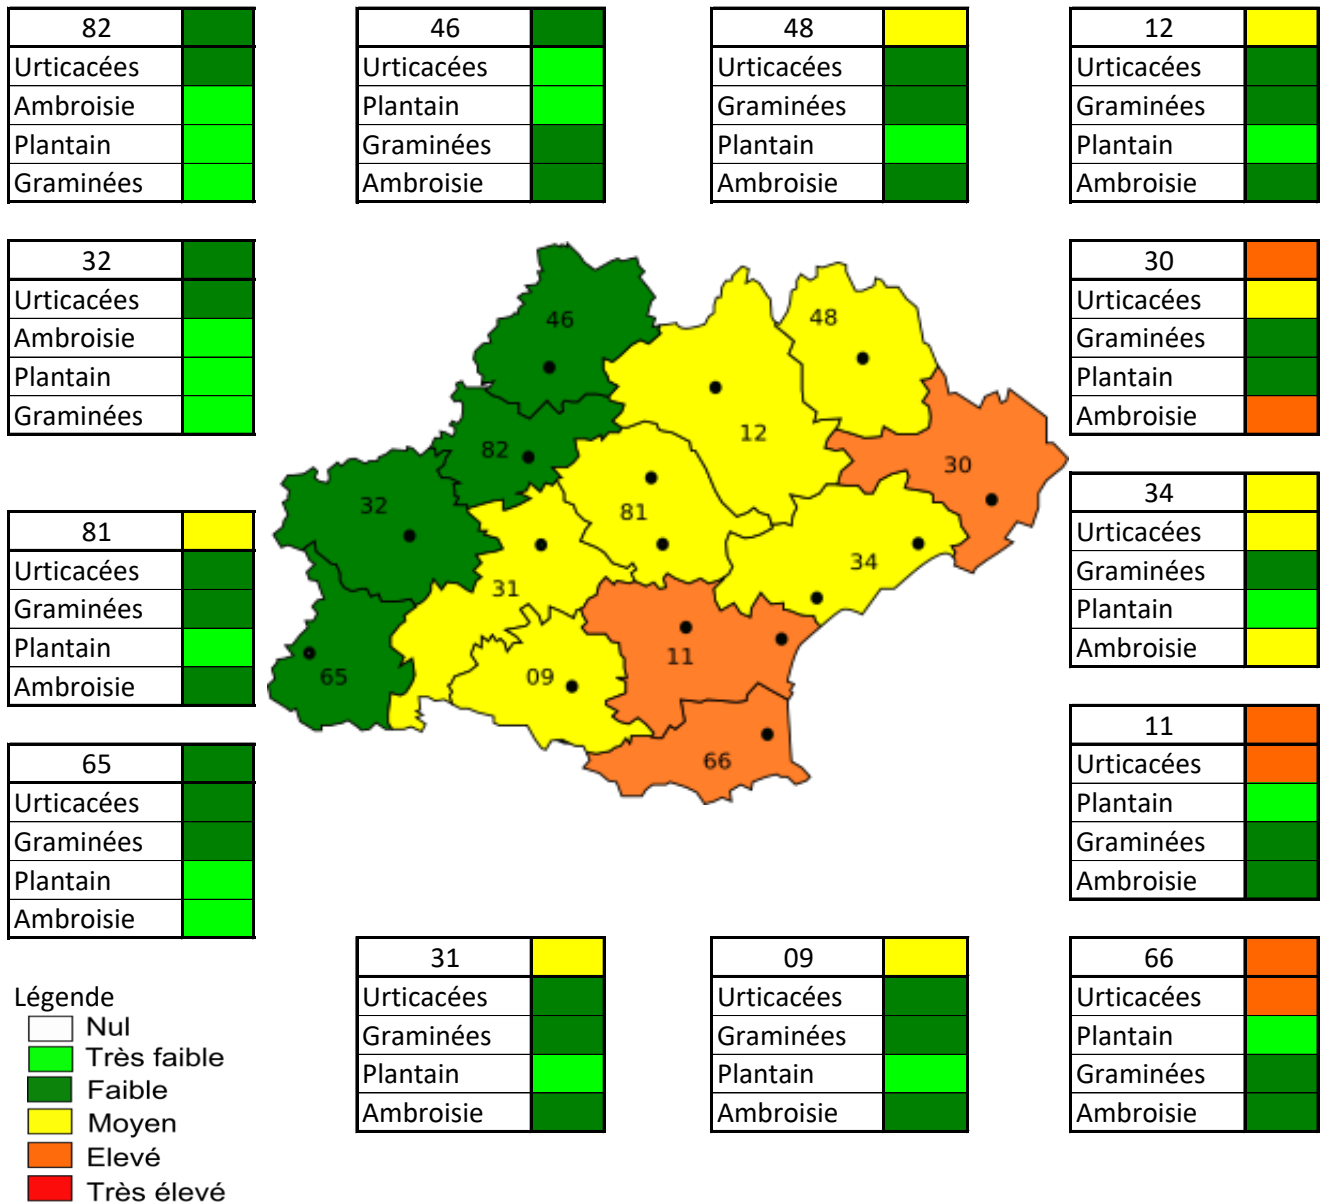 82
Urticacées
Ambroisie
Plantain
Graminées
46
Urticacées
Plantain
Graminées
Ambroisie
48
Urticacées
Graminées
Plantain
Ambroisie
12
Urticacées
Graminées
Plantain
Ambroisie
32
Urticacées
Ambroisie
Plantain
Graminées
30
Urticacées
Graminées
Plantain
Ambroisie
46
48
12
82
30
32
81
34
31
11
09
65
66
81
Urticacées
Graminées
Plantain
Ambroisie
34
Urticacées
Graminées
Plantain
Ambroisie
65
Urticacées
Graminées
Plantain
Ambroisie
11
Urticacées
Plantain
Graminées
Ambroisie
31
Urticacées
Graminées
Plantain
Ambroisie
09
Urticacées
Graminées
Plantain
Ambroisie
66
Urticacées
Plantain
Graminées
Ambroisie
Légende
Nul
Très faible
Faible
Moyen
Elevé
Très élevé